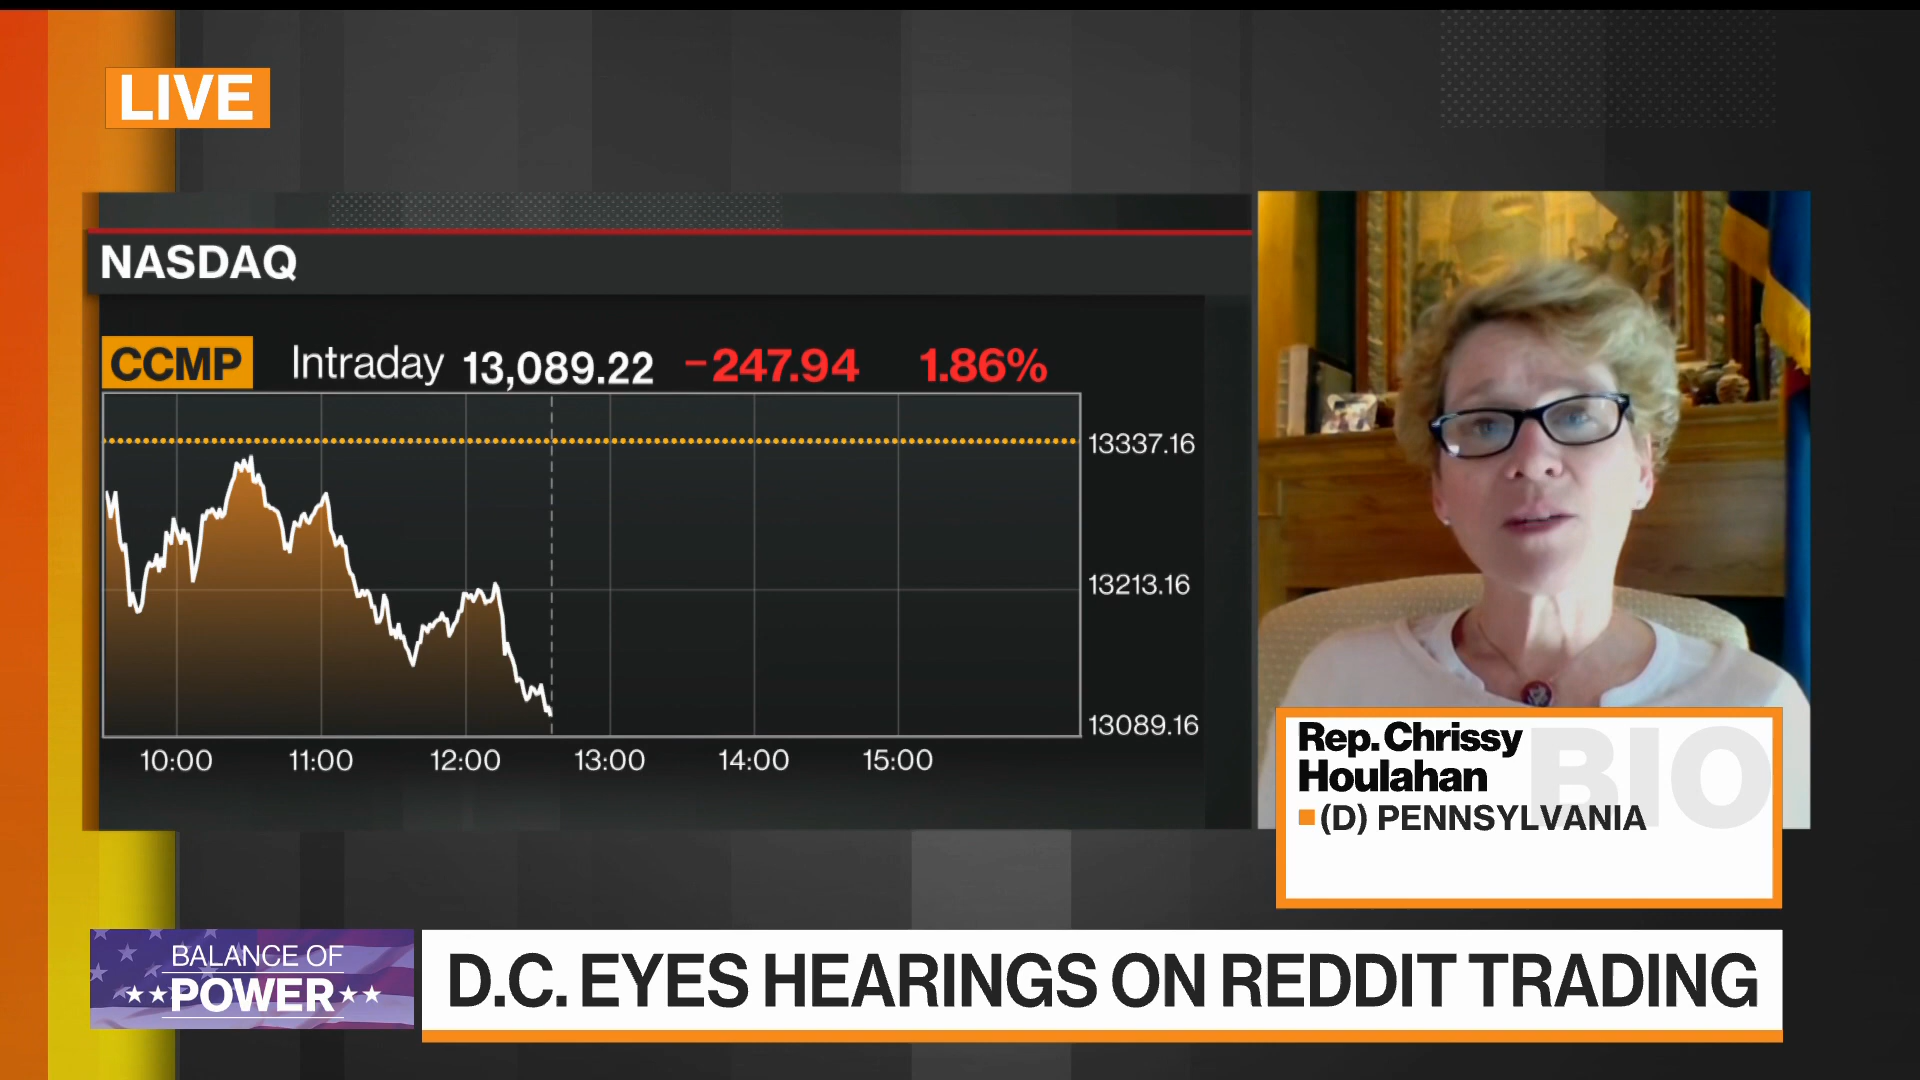 LIVE
NASDAQ
CCMP Intraday 13,089.22 -247.94 1.86%
13337.16
13213.16
13089.16
10:00 11:00 12:00 13:00 14:00 15:00
BIO
Rep. Chrissy
Houlahan
(D) PENNSYLVANIA
BALANCE OF
POWER
D.C. EYES HEARINGS ON REDDIT TRADING